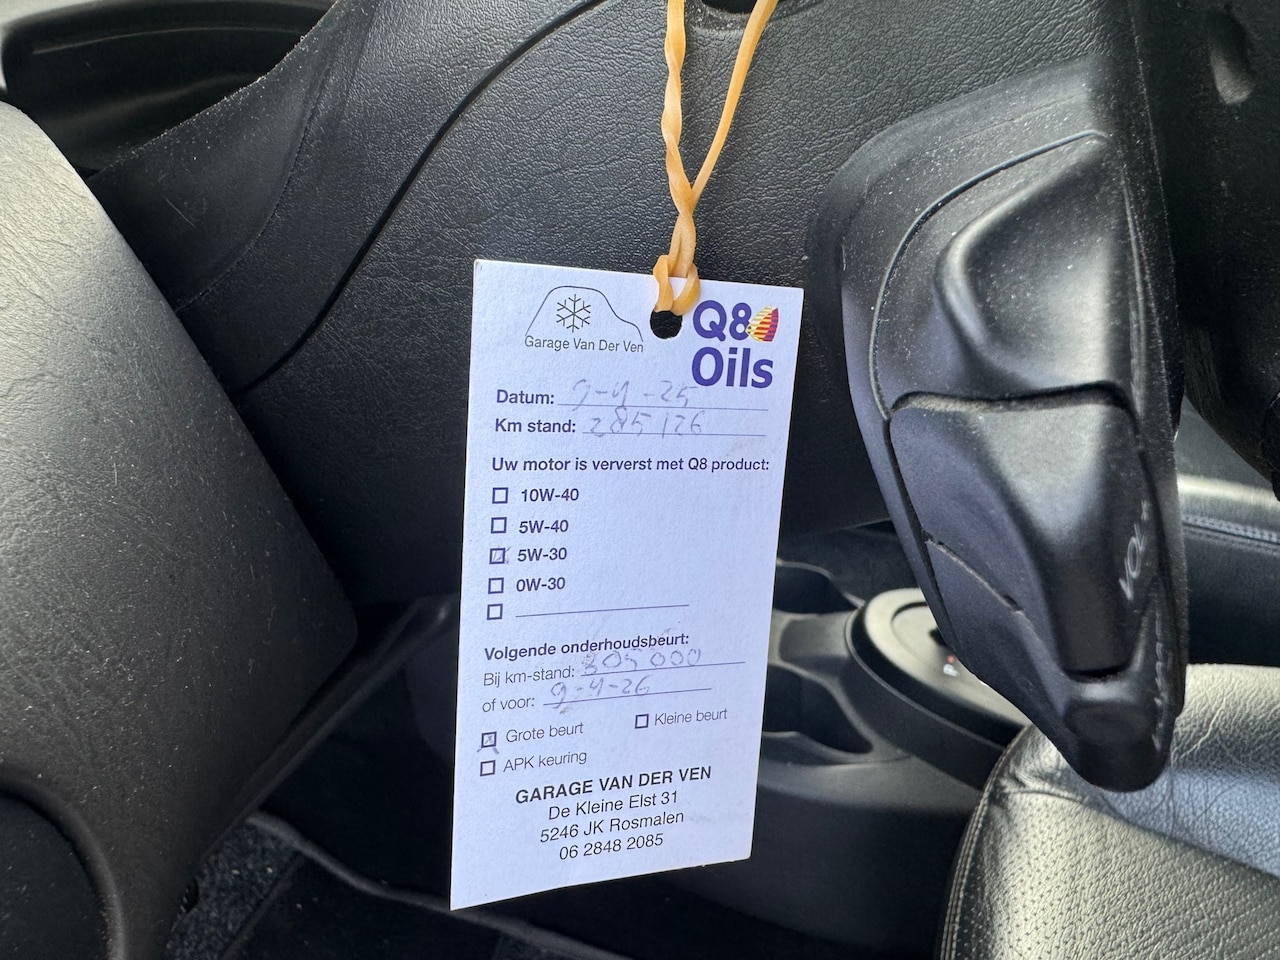 Garage Van Der Ven
Q8
Oils
Datum: 9-4-25
Km stand: 285126
Uw motor is ververst met Q8 product:
10W-40
5W-40
5W-30
0W-30
Volgende onderhoudsbeurt:
Bij km-stand: 305 000
of voor: 9-4-26
Grote beurt
Kleine beurt
APK keuring
GARAGE VAN DER VEN
De Kleine Elst 31
5246 JK Rosmalen
06 2848 2085
VOL
P